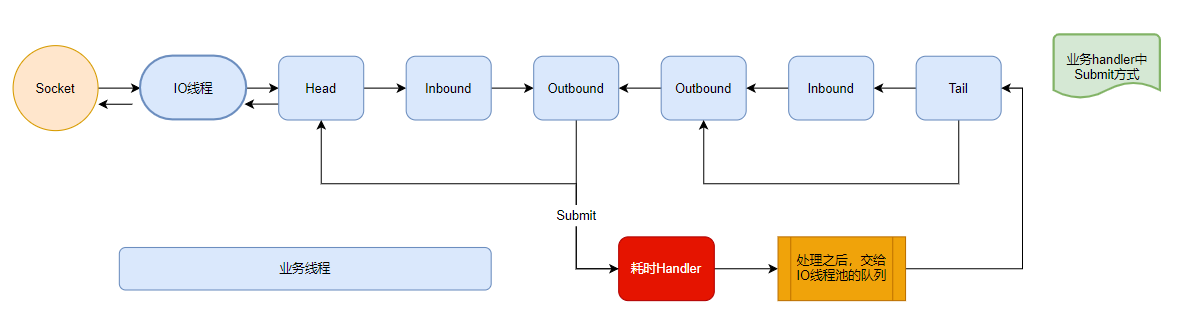 Socket
IO线程
Head
Inbound
Outbound
Outbound
Inbound
Tail
业务handler中
Submit方式
Submit
业务线程
耗时Handler
处理之后，交给
IO线程池的队列